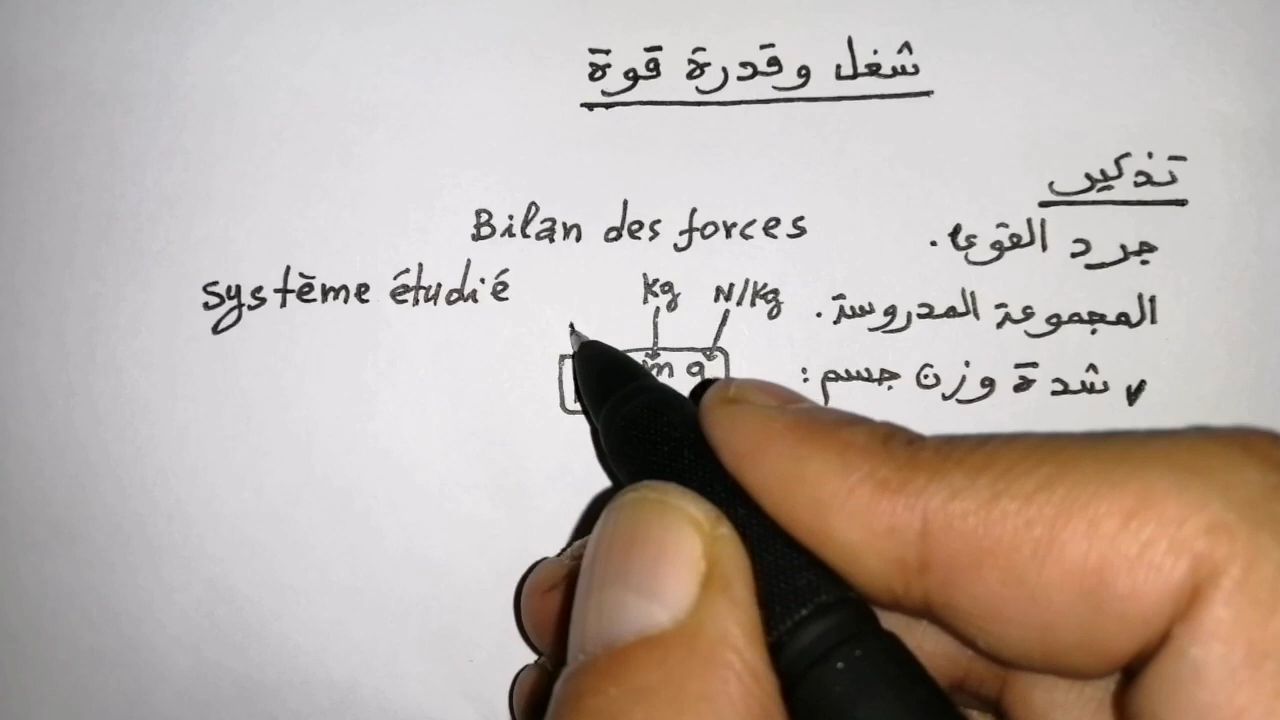 شغل وقدرة قوة
تذكير
جرد القوى. Bilan des forces
المجموعة المدروسة. système étudié
Kg N/Kg
✓ شدة وزن جسم :
m g